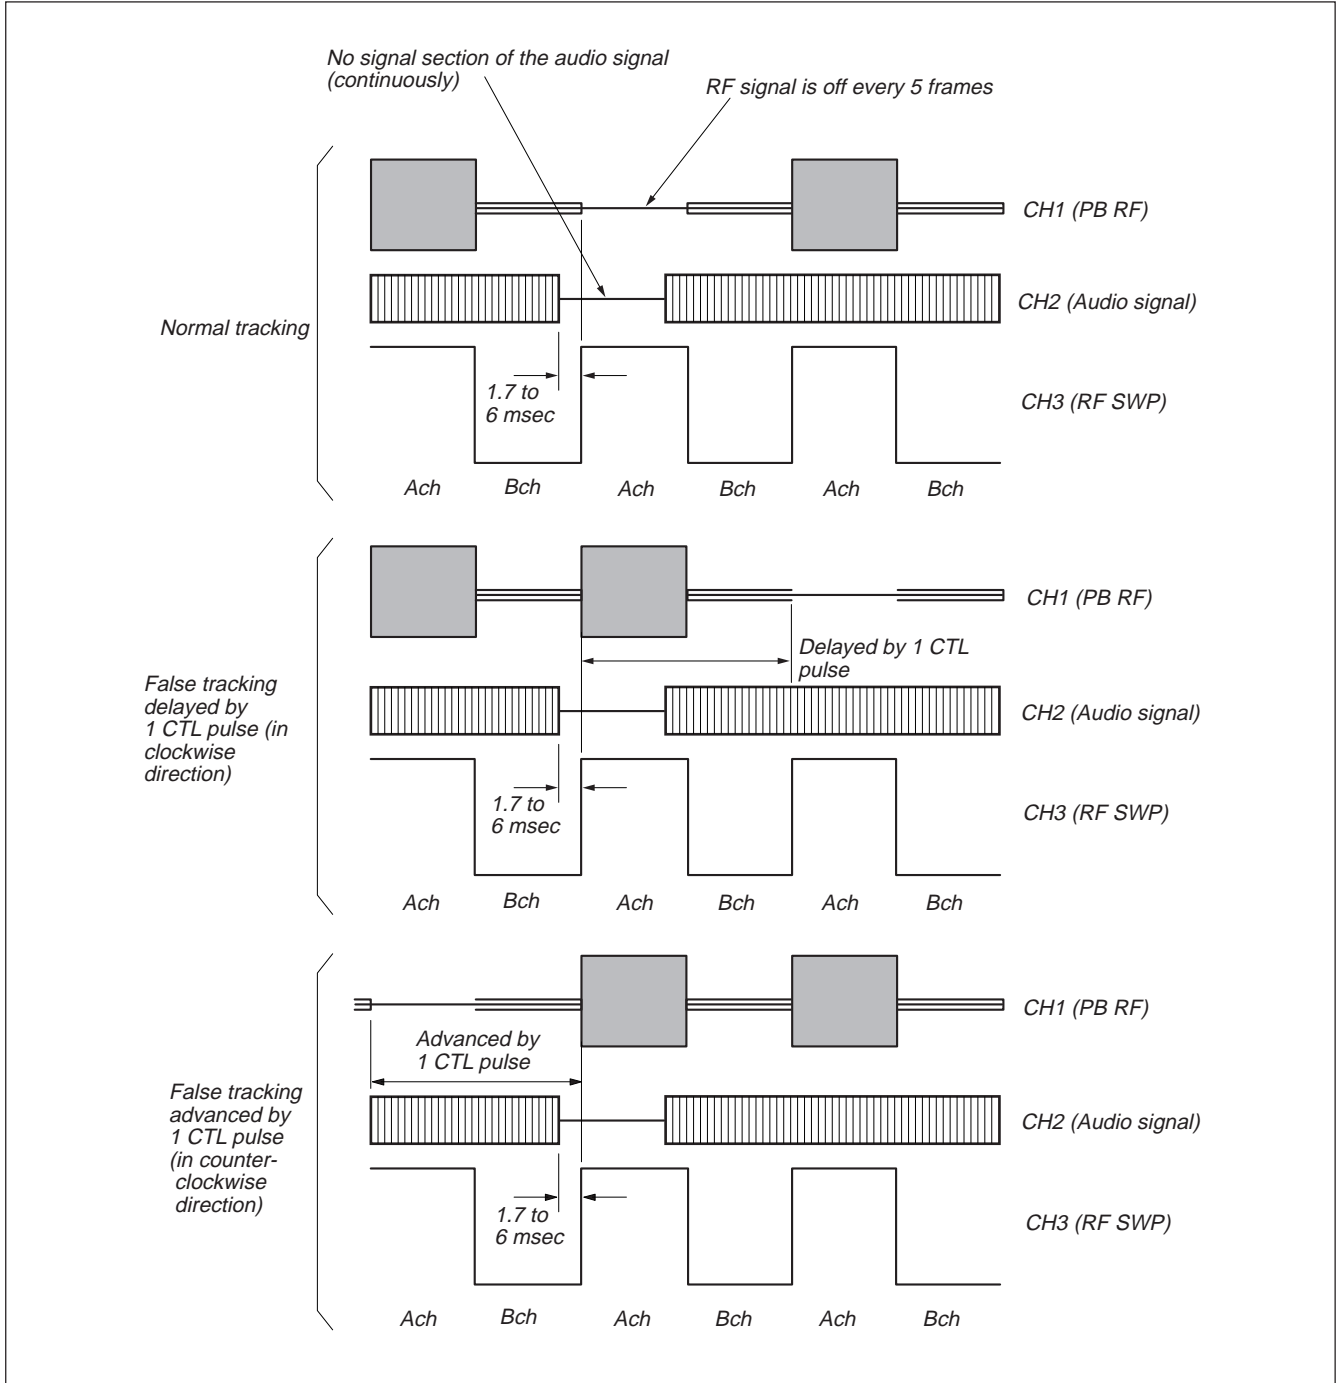 No signal section of the audio signal
(continuously)
RF signal is off every 5 frames
CH1 (PB RF)
CH2 (Audio signal)
Normal tracking
1.7 to
6 msec
CH3 (RF SWP)
Ach Bch Ach Bch Ach Bch
CH1 (PB RF)
Delayed by 1 CTL
pulse
False tracking
delayed by
1 CTL pulse (in
clockwise
direction)
CH2 (Audio signal)
1.7 to
6 msec
CH3 (RF SWP)
Ach Bch Ach Bch Ach Bch
CH1 (PB RF)
Advanced by
1 CTL pulse
False tracking
advanced by
1 CTL pulse
(in counter-
clockwise
direction)
CH2 (Audio signal)
1.7 to
6 msec
CH3 (RF SWP)
Ach Bch Ach Bch Ach Bch